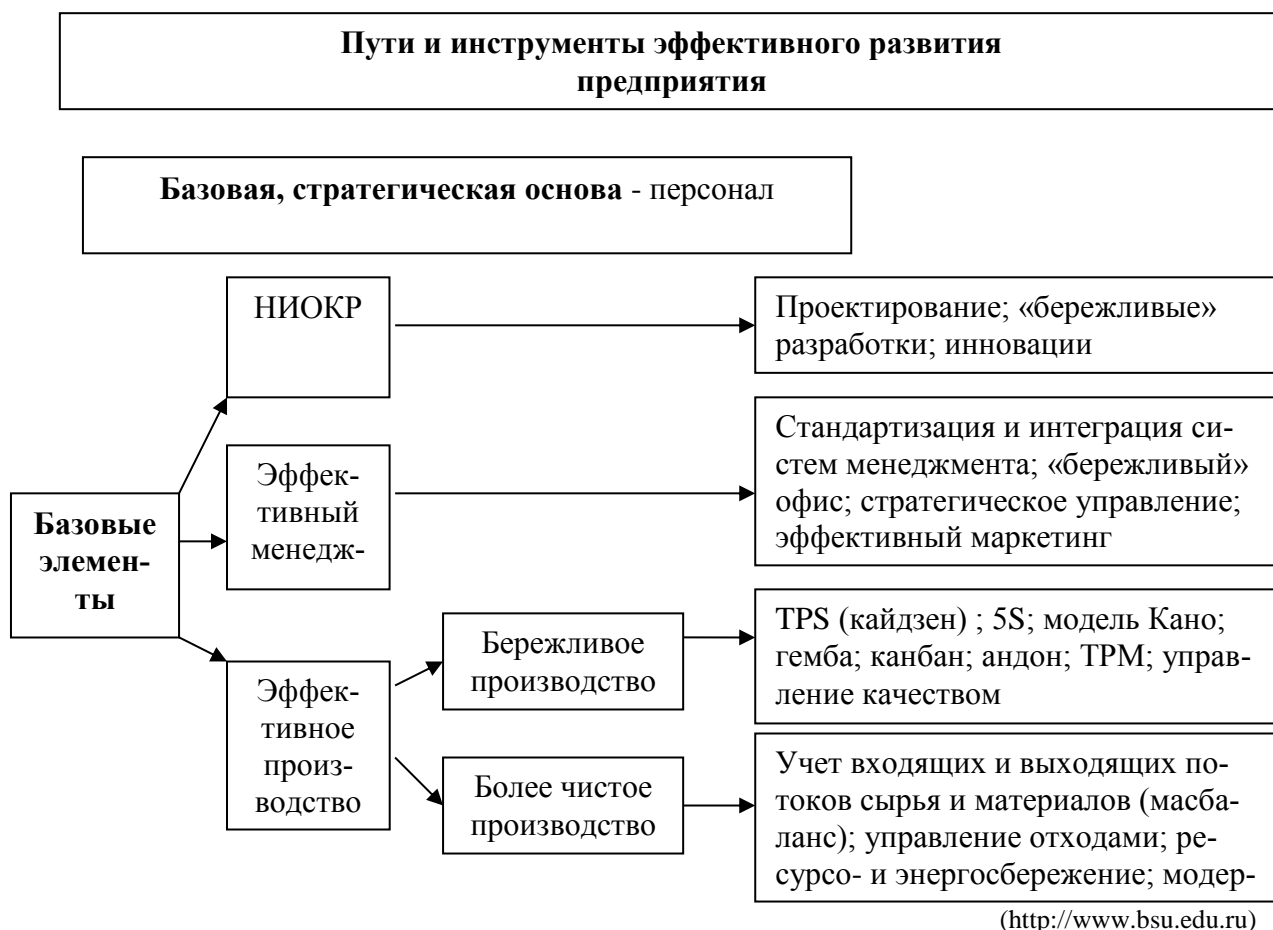 Пути и инструменты эффективного развития
предприятия
Базовая, стратегическая основа - персонал
НИОКР
Проектирование; «бережливые»
разработки; инновации
Эффек-
тивный
менедж-
Стандартизация и интеграция си-
стем менеджмента; «бережливый»
офис; стратегическое управление;
эффективный маркетинг
Базовые
элемен-
ты
Эффек-
тивное
произ-
водство
Бережливое
производство
TPS (кайдзен) ; 5S; модель Кано;
гемба; канбан; андон; ТРМ; управ-
ление качеством
Более чистое
производство
Учет входящих и выходящих по-
токов сырья и материалов (масба-
ланс); управление отходами; ре-
сурсо- и энергосбережение; модер-
(http://www.bsu.edu.ru)